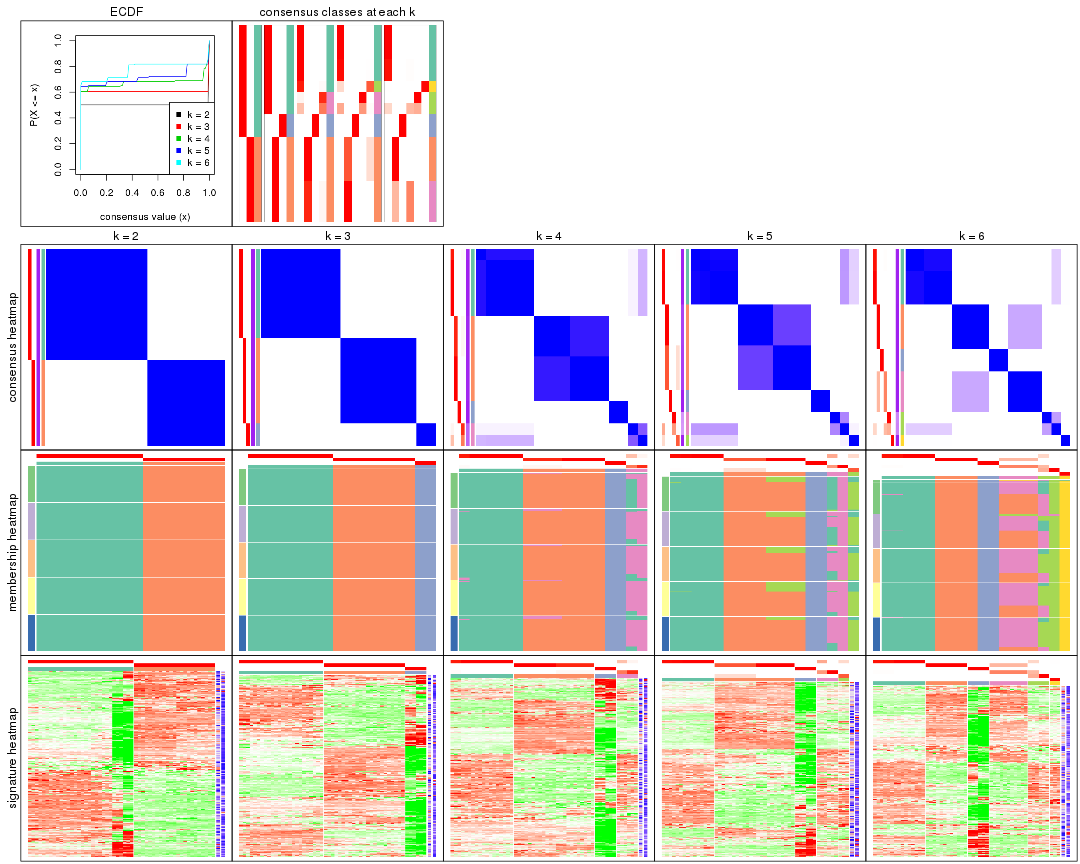 ECDF
consensus classes at each k
P(X <= x)
1.0
0.8
0.6
0.4
0.2
0.0
k = 2
k = 3
k = 4
k = 5
k = 6
0.0 0.2 0.4 0.6 0.8 1.0
consensus value (x)
k = 2
k = 3
k = 4
k = 5
k = 6
consensus heatmap
membership heatmap
signature heatmap